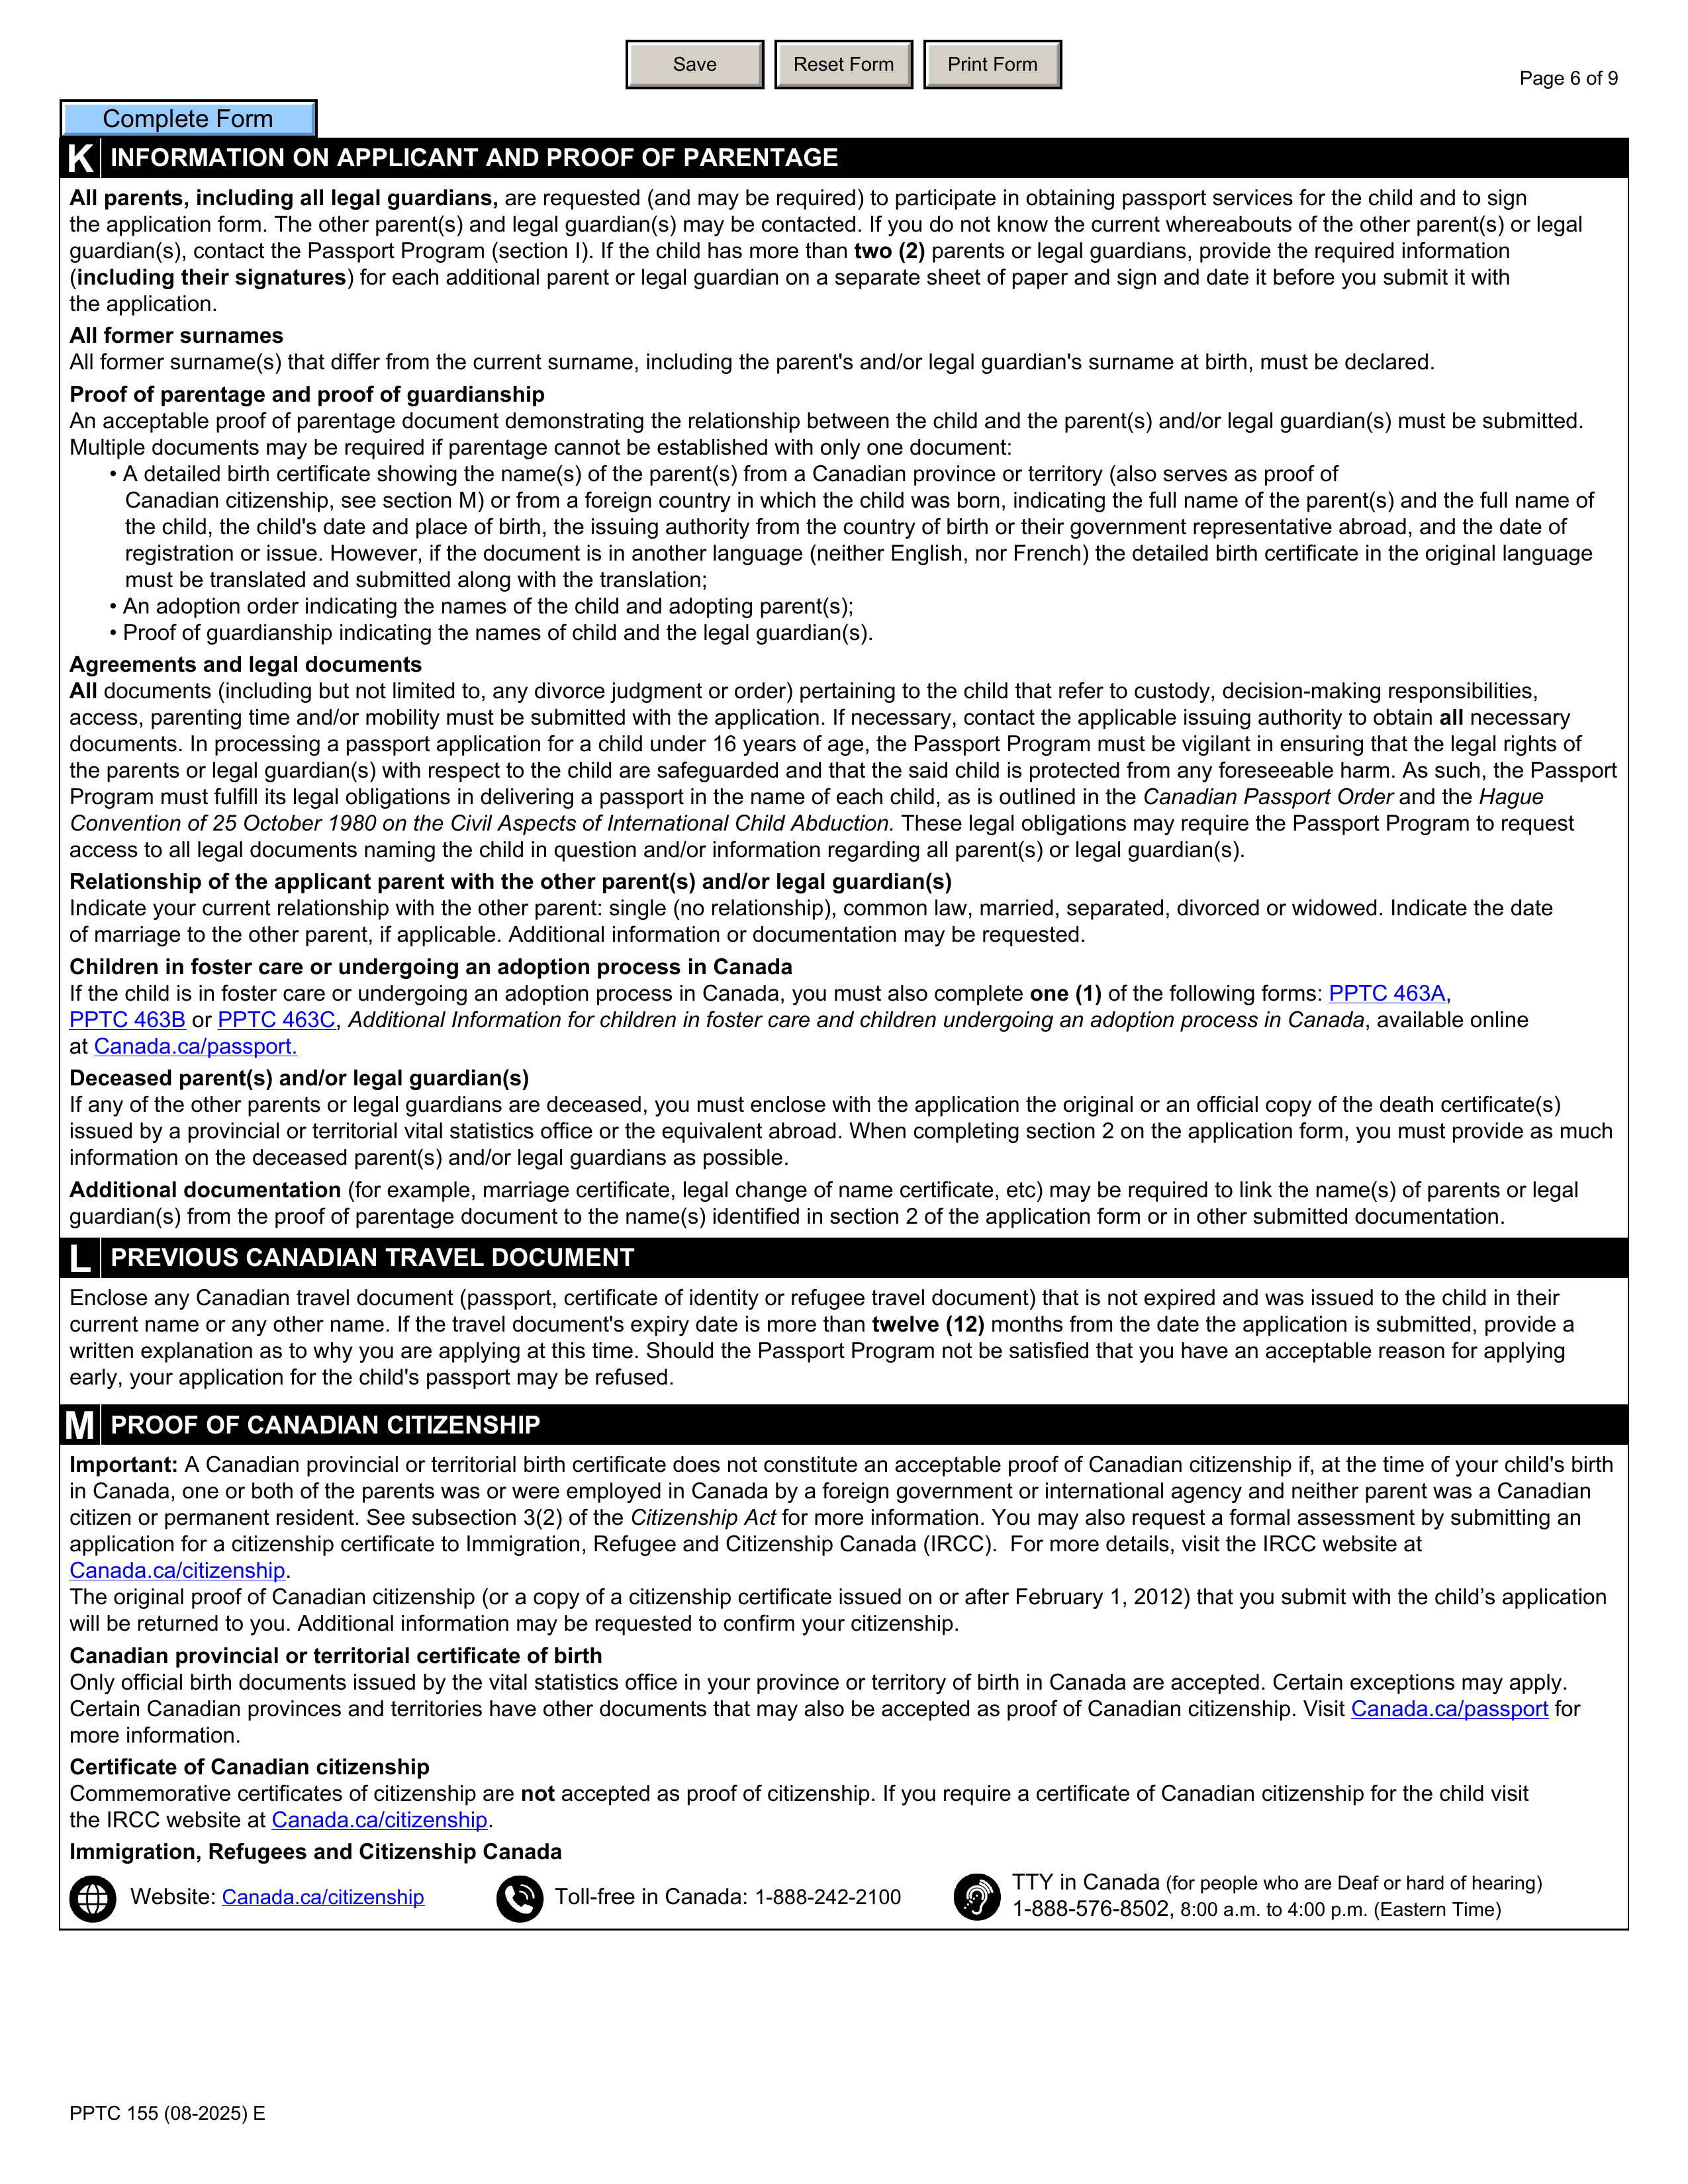 Save
Reset Form
Print Form
Page 6 of 9
Complete Form
K INFORMATION ON APPLICANT AND PROOF OF PARENTAGE
All parents, including all legal guardians, are requested (and may be required) to participate in obtaining passport services for the child and to sign
the application form. The other parent(s) and legal guardian(s) may be contacted. If you do not know the current whereabouts of the other parent(s) or legal
guardian(s), contact the Passport Program (section I). If the child has more than two (2) parents or legal guardians, provide the required information
(including their signatures) for each additional parent or legal guardian on a separate sheet of paper and sign and date it before you submit it with
the application.
All former surnames
All former surname(s) that differ from the current surname, including the parent's and/or legal guardian's surname at birth, must be declared.
Proof of parentage and proof of guardianship
An acceptable proof of parentage document demonstrating the relationship between the child and the parent(s) and/or legal guardian(s) must be submitted.
Multiple documents may be required if parentage cannot be established with only one document:
• A detailed birth certificate showing the name(s) of the parent(s) from a Canadian province or territory (also serves as proof of
Canadian citizenship, see section M) or from a foreign country in which the child was born, indicating the full name of the parent(s) and the full name of
the child, the child's date and place of birth, the issuing authority from the country of birth or their government representative abroad, and the date of
registration or issue. However, if the document is in another language (neither English, nor French) the detailed birth certificate in the original language
must be translated and submitted along with the translation;
• An adoption order indicating the names of the child and adopting parent(s);
• Proof of guardianship indicating the names of child and the legal guardian(s).
Agreements and legal documents
All documents (including but not limited to, any divorce judgment or order) pertaining to the child that refer to custody, decision-making responsibilities,
access, parenting time and/or mobility must be submitted with the application. If necessary, contact the applicable issuing authority to obtain all necessary
documents. In processing a passport application for a child under 16 years of age, the Passport Program must be vigilant in ensuring that the legal rights of
the parents or legal guardian(s) with respect to the child are safeguarded and that the said child is protected from any foreseeable harm. As such, the Passport
Program must fulfill its legal obligations in delivering a passport in the name of each child, as is outlined in the Canadian Passport Order and the Hague
Convention of 25 October 1980 on the Civil Aspects of International Child Abduction. These legal obligations may require the Passport Program to request
access to all legal documents naming the child in question and/or information regarding all parent(s) or legal guardian(s).
Relationship of the applicant parent with the other parent(s) and/or legal guardian(s)
Indicate your current relationship with the other parent: single (no relationship), common law, married, separated, divorced or widowed. Indicate the date
of marriage to the other parent, if applicable. Additional information or documentation may be requested.
Children in foster care or undergoing an adoption process in Canada
If the child is in foster care or undergoing an adoption process in Canada, you must also complete one (1) of the following forms: PPTC 463A,
PPTC 463B or PPTC 463C, Additional Information for children in foster care and children undergoing an adoption process in Canada, available online
at Canada.ca/passport.
Deceased parent(s) and/or legal guardian(s)
If any of the other parents or legal guardians are deceased, you must enclose with the application the original or an official copy of the death certificate(s)
issued by a provincial or territorial vital statistics office or the equivalent abroad. When completing section 2 on the application form, you must provide as much
information on the deceased parent(s) and/or legal guardians as possible.
Additional documentation (for example, marriage certificate, legal change of name certificate, etc) may be required to link the name(s) of parents or legal
guardian(s) from the proof of parentage document to the name(s) identified in section 2 of the application form or in other submitted documentation.
L PREVIOUS CANADIAN TRAVEL DOCUMENT
Enclose any Canadian travel document (passport, certificate of identity or refugee travel document) that is not expired and was issued to the child in their
current name or any other name. If the travel document's expiry date is more than twelve (12) months from the date the application is submitted, provide a
written explanation as to why you are applying at this time. Should the Passport Program not be satisfied that you have an acceptable reason for applying
early, your application for the child's passport may be refused.
M PROOF OF CANADIAN CITIZENSHIP
Important: A Canadian provincial or territorial birth certificate does not constitute an acceptable proof of Canadian citizenship if, at the time of your child's birth
in Canada, one or both of the parents was or were employed in Canada by a foreign government or international agency and neither parent was a Canadian
citizen or permanent resident. See subsection 3(2) of the Citizenship Act for more information. You may also request a formal assessment by submitting an
application for a citizenship certificate to Immigration, Refugee and Citizenship Canada (IRCC). For more details, visit the IRCC website at
Canada.ca/citizenship.
The original proof of Canadian citizenship (or a copy of a citizenship certificate issued on or after February 1, 2012) that you submit with the child’s application
will be returned to you. Additional information may be requested to confirm your citizenship.
Canadian provincial or territorial certificate of birth
Only official birth documents issued by the vital statistics office in your province or territory of birth in Canada are accepted. Certain exceptions may apply.
Certain Canadian provinces and territories have other documents that may also be accepted as proof of Canadian citizenship. Visit Canada.ca/passport for
more information.
Certificate of Canadian citizenship
Commemorative certificates of citizenship are not accepted as proof of citizenship. If you require a certificate of Canadian citizenship for the child visit
the IRCC website at Canada.ca/citizenship.
Immigration, Refugees and Citizenship Canada
Website: Canada.ca/citizenship
Toll-free in Canada: 1-888-242-2100
TTY in Canada (for people who are Deaf or hard of hearing)
1-888-576-8502, 8:00 a.m. to 4:00 p.m. (Eastern Time)
PPTC 155 (08-2025) E